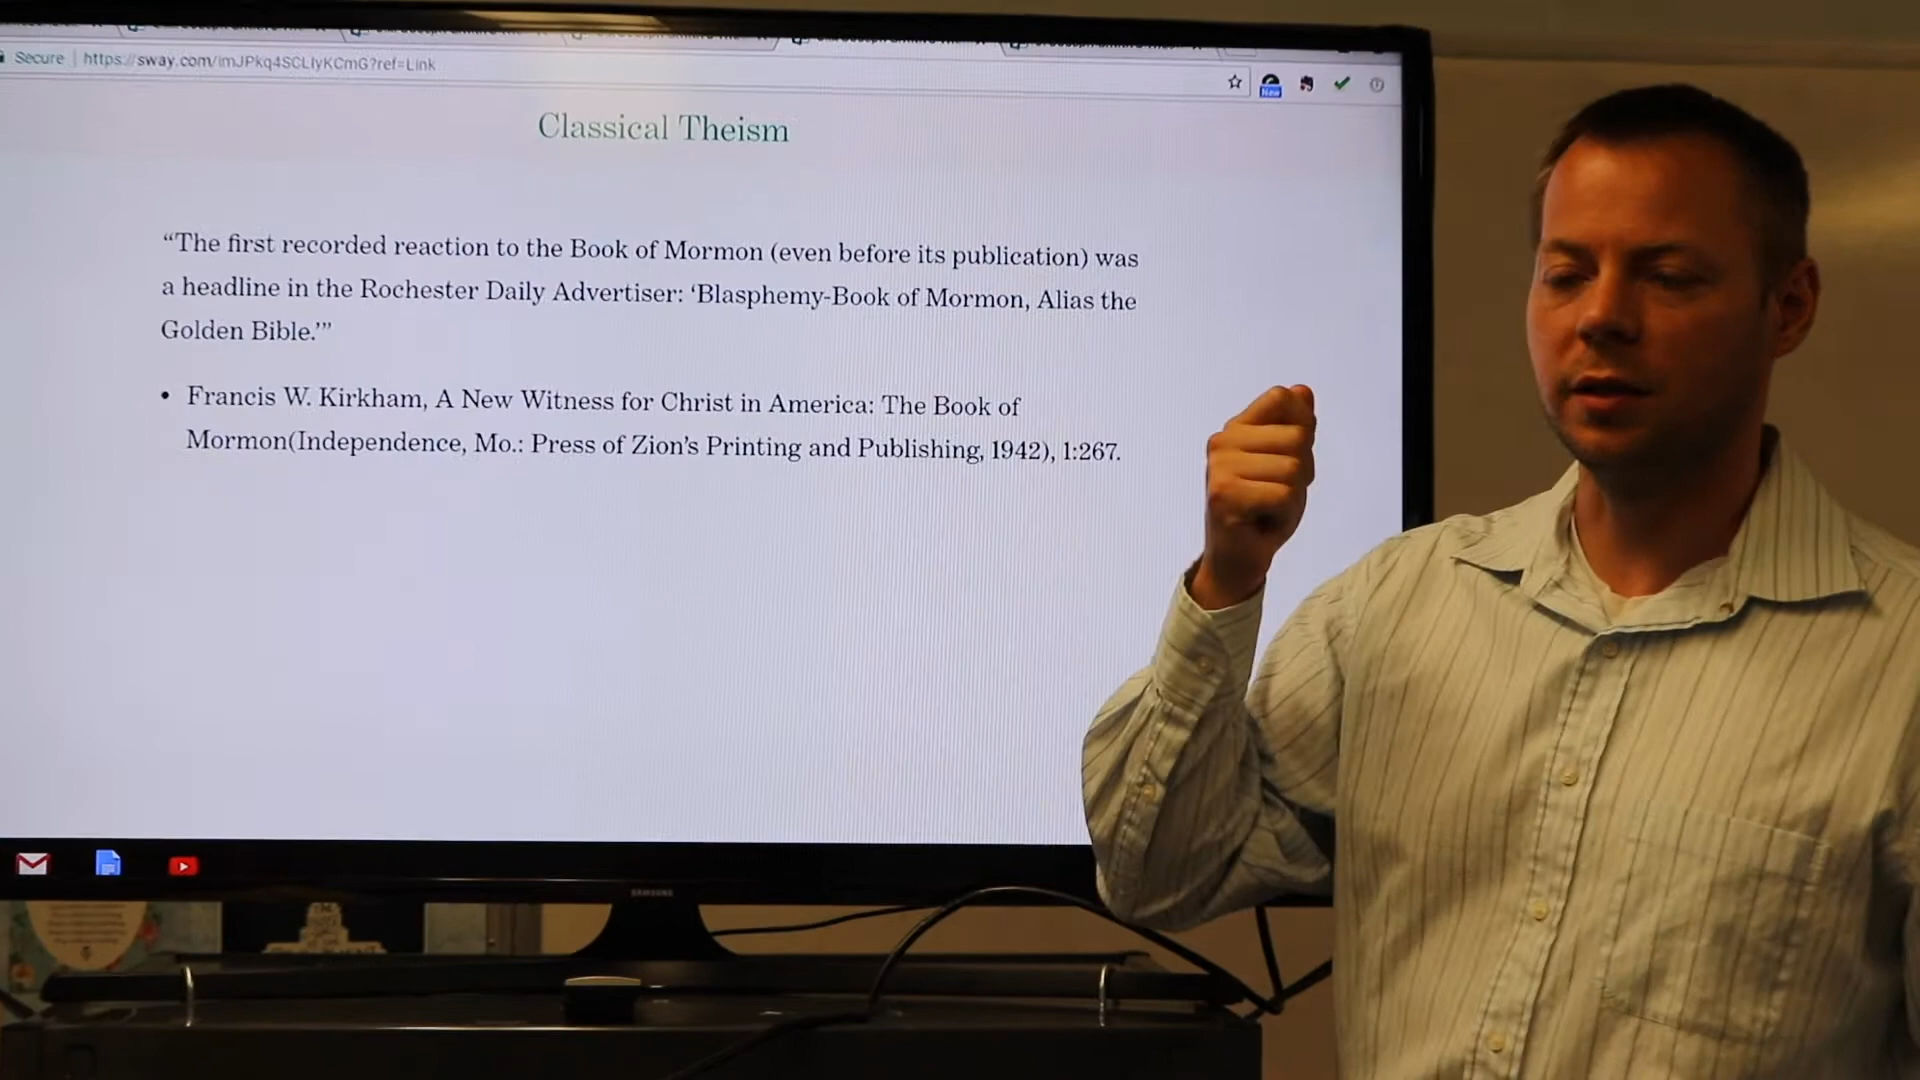 Secure | https://sway.com/imJPkq4SCLlyKCmG?ref=Link
New
Classical Theism
“The first recorded reaction to the Book of Mormon (even before its publication) was
a headline in the Rochester Daily Advertiser: ‘Blasphemy-Book of Mormon, Alias the
Golden Bible.’”
• Francis W. Kirkham, A New Witness for Christ in America: The Book of
Mormon(Independence, Mo.: Press of Zion’s Printing and Publishing, 1942), 1:267.
SAMSUNG